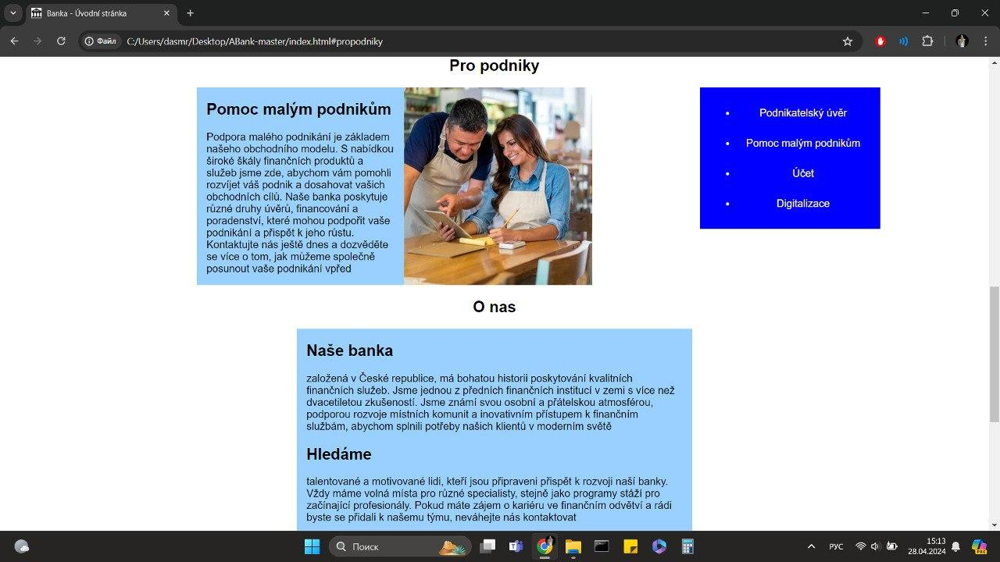 Banka - Úvodní stránka
Файл
C:/Users/dasmr/Desktop/ABank-master/index.html#propodniky
Pro podniky
Pomoc malým podnikům
Podpora malého podnikání je základem
našeho obchodního modelu. S nabídkou
široké škály finančních produktů a
služeb jsme zde, abychom vám pomohli
rozvíjet váš podnik a dosahovat vašich
obchodních cílů. Naše banka poskytuje
různé druhy úvěrů, financování a
poradenství, které mohou podpořit vaše
podnikání a přispět k jeho růstu.
Kontaktujte nás ještě dnes a dozvěděte
se více o tom, jak můžeme společně
posunout vaše podnikání vpřed
Podnikatelský úvěr
Pomoc malým podnikům
Účet
Digitalizace
O nas
Naše banka
založená v České republice, má bohatou historii poskytování kvalitních
finančních služeb. Jsme jednou z předních finančních institucí v zemi s více než
dvacetiletou zkušeností. Jsme známí svou osobní a přátelskou atmosférou,
podporou rozvoje místních komunit a inovativním přístupem k finančním
službám, abychom splnili potřeby našich klientů v moderním světě
Hledáme
talentované a motivované lidi, kteří jsou připraveni přispět k rozvoji naší banky.
Vždy máme volná místa pro různé specialisty, stejně jako programy stáží pro
začínající profesionály. Pokud máte zájem o kariéru ve finančním odvětví a rádi
byste se přidali k našemu týmu, neváhejte nás kontaktovat
Поиск
РУС
15:13
28.04.2024
PRE